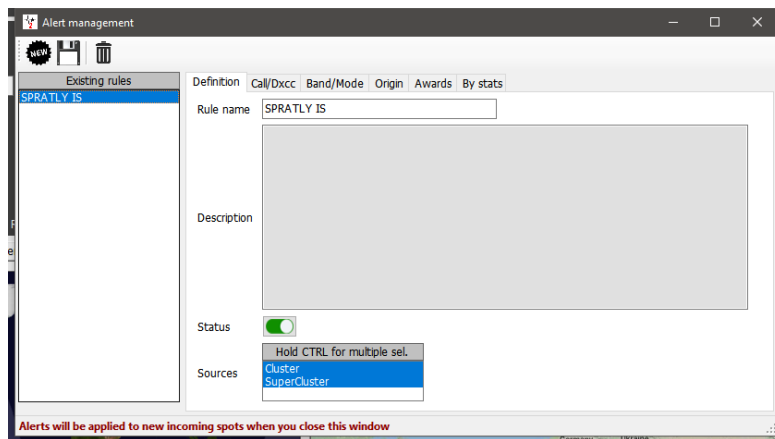 Alert management
NEW
Existing rules
SPRATLY IS
Definition Call/Dxcc Band/Mode Origin Awards By stats
Rule name SPRATLY IS
Description
Status
Hold CTRL for multiple sel.
Sources
Cluster
SuperCluster
Alerts will be applied to new incoming spots when you close this window